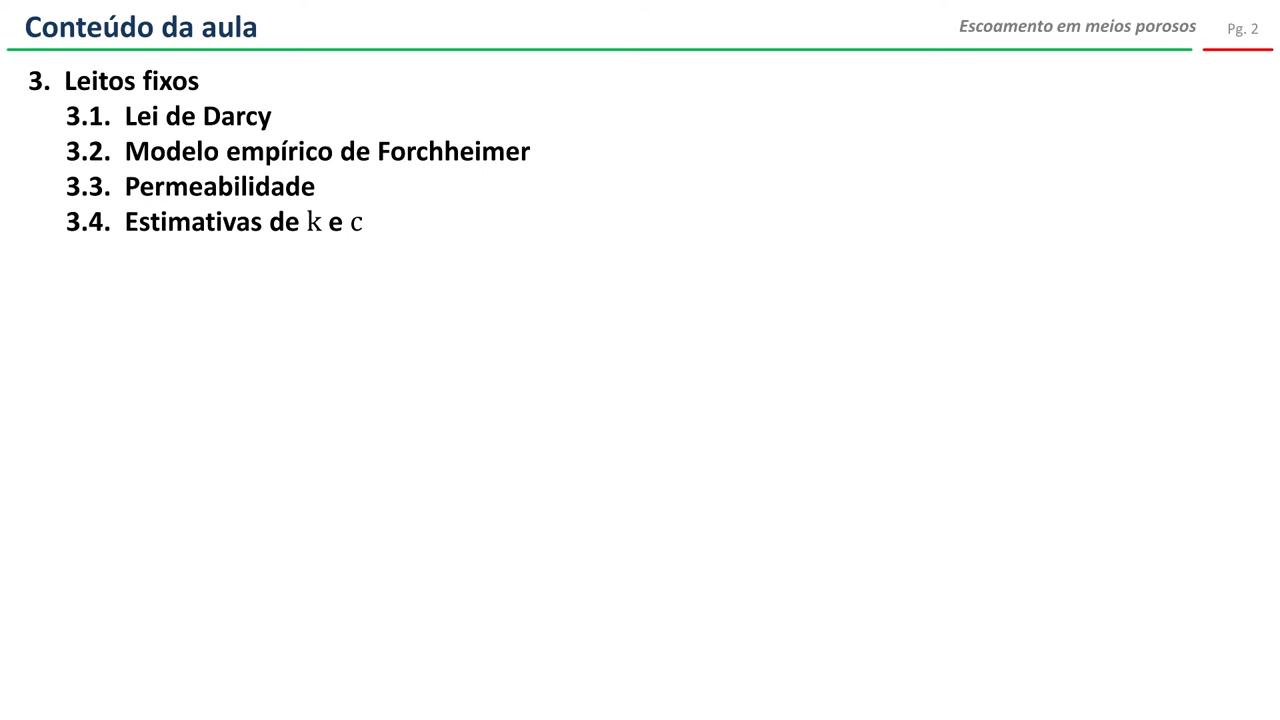 Conteúdo da aula
Escoamento em meios porosos
Pg. 2
3. Leitos fixos
3.1. Lei de Darcy
3.2. Modelo empírico de Forchheimer
3.3. Permeabilidade
3.4. Estimativas de k e c